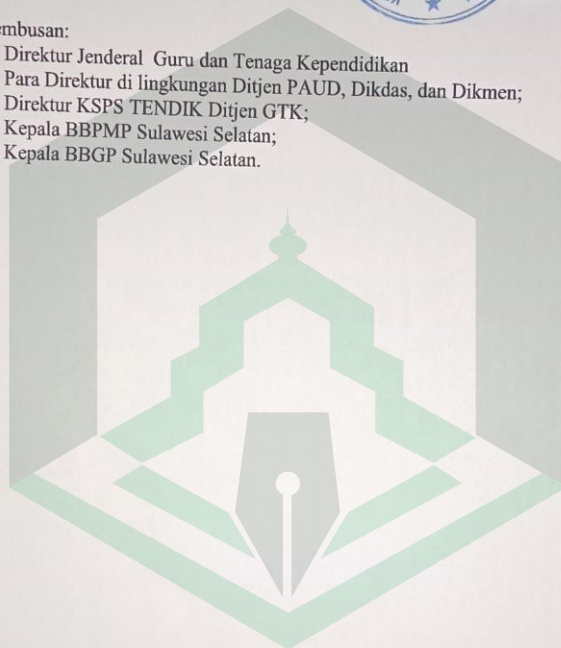 embusan:
Direktur Jenderal Guru dan Tenaga Kependidikan
Para Direktur di lingkungan Ditjen PAUD, Dikdas, dan Dikmen;
Direktur KSPS TENDIK Ditjen GTK;
Kepala BBPMP Sulawesi Selatan;
Kepala BBGP Sulawesi Selatan.